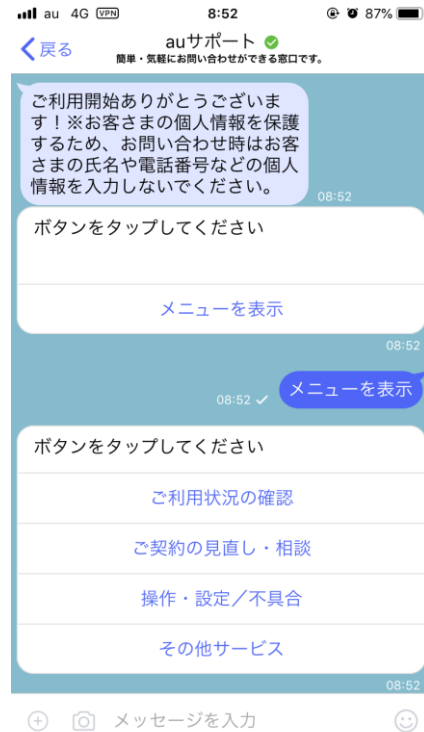 au 4G VPN 8:52 87%
戻る
auサポート
簡単・気軽にお問い合わせができる窓口です。
ご利用開始ありがとうございま
す！※お客さまの個人情報を保護
するため、お問い合わせ時はお客
さまの氏名や電話番号などの個人
情報を入力しないでください。
08:52
ボタンをタップしてください
メニューを表示
08:52
メニューを表示
08:52
ボタンをタップしてください
ご利用状況の確認
ご契約の見直し・相談
操作・設定／不具合
その他サービス
08:52
メッセージを入力